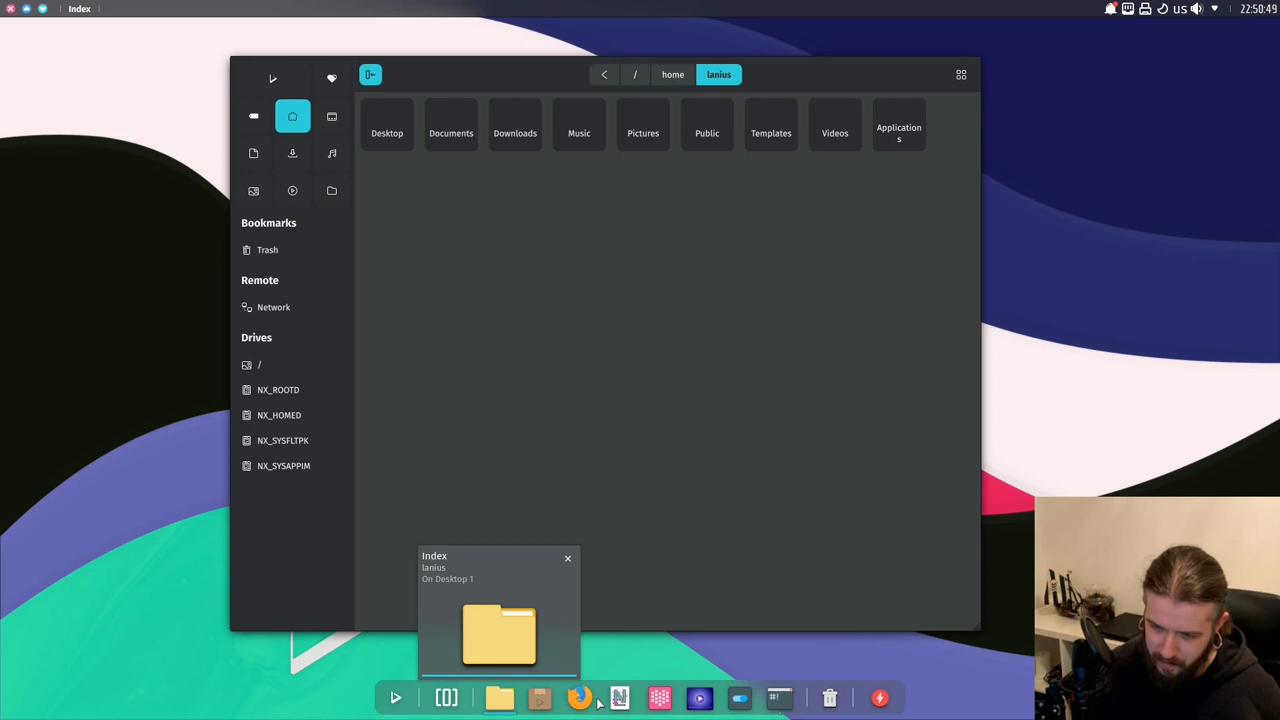 Index
us
22:50:49
<
/
home
lanius
Desktop
Documents
Downloads
Music
Pictures
Public
Templates
Videos
Application
s
Bookmarks
Trash
Remote
Network
Drives
/
NX_ROOTD
NX_HOMED
NX_SYSFLTPK
NX_SYSAPPIM
Index
lanius
On Desktop 1
#!